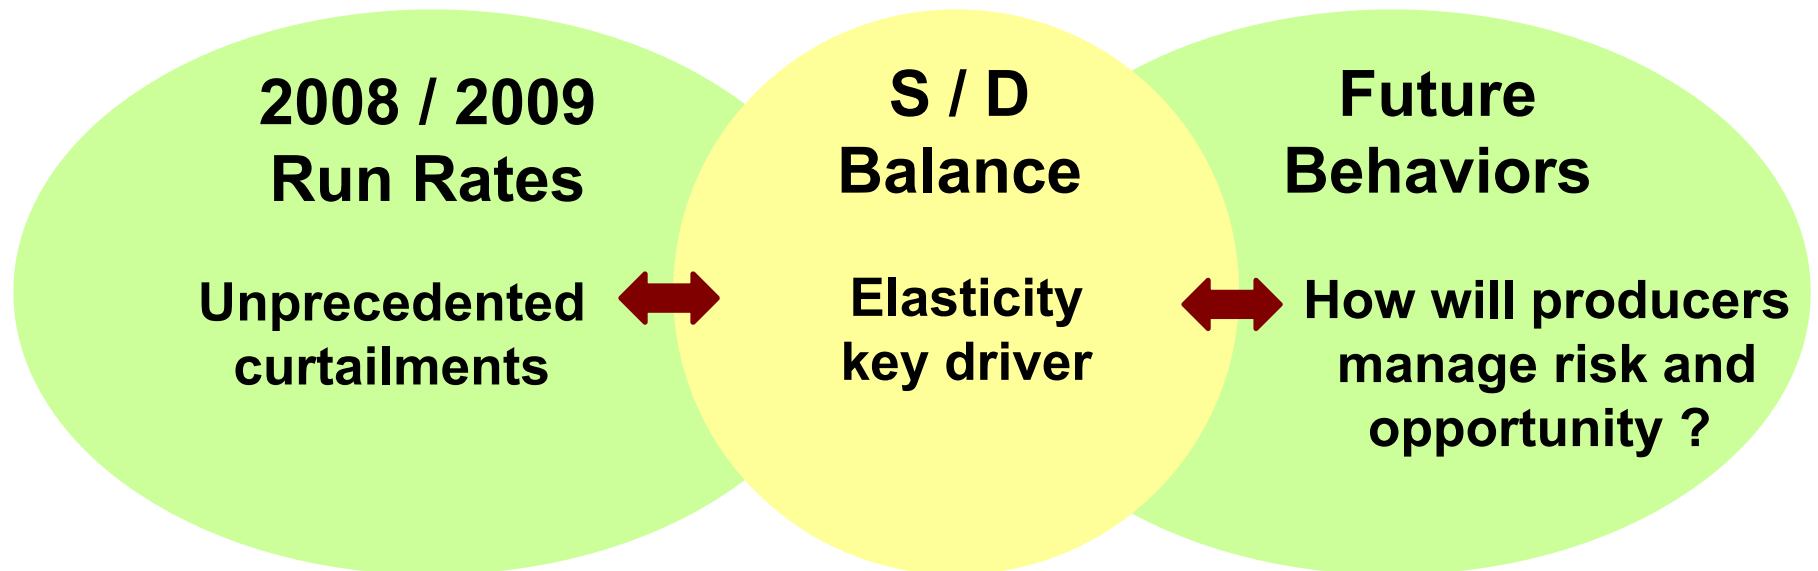 2008 / 2009
Run Rates
Unprecedented
curtailments
S / D
Balance
Elasticity
key driver
Future
Behaviors
How will producers
manage risk and
opportunity ?